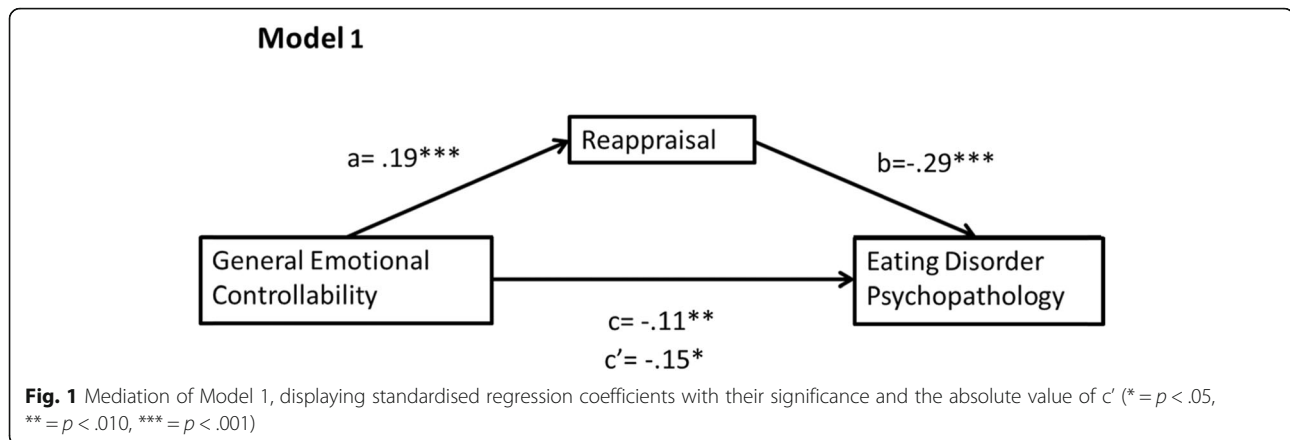 Model 1
Reappraisal
a= .19***
b=-.29***
General Emotional
Controllability
Eating Disorder
Psychopathology
c= -.11**
c’= -.15*
Fig. 1 Mediation of Model 1, displaying standardised regression coefficients with their significance and the absolute value of c’ (* = p < .05,
** = p < .010, *** = p < .001)